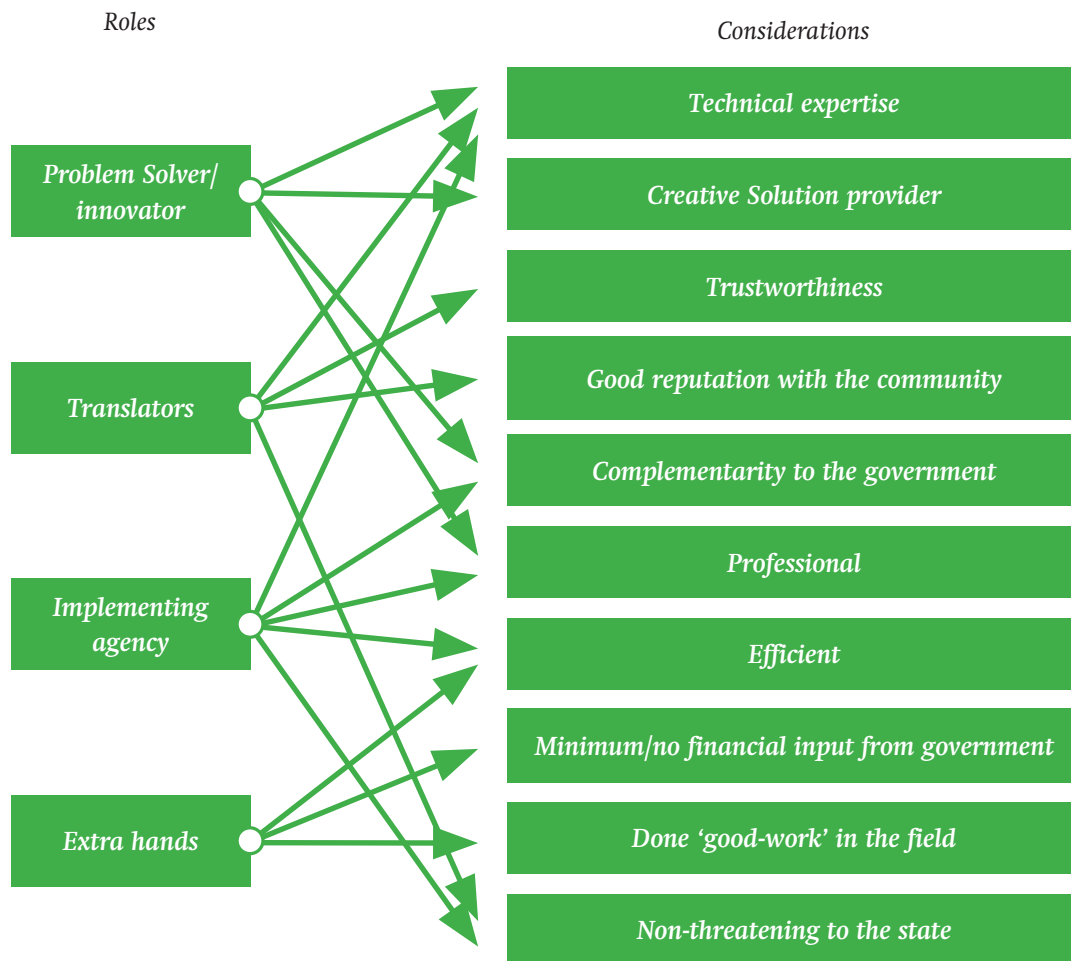 Roles
Considerations
Problem Solver/
innovator
Translators
Implementing
agency
Extra hands
Technical expertise
Creative Solution provider
Trustworthiness
Good reputation with the community
Complementarity to the government
Professional
Efficient
Minimum/no financial input from government
Done ‘good-work’ in the field
Non-threatening to the state